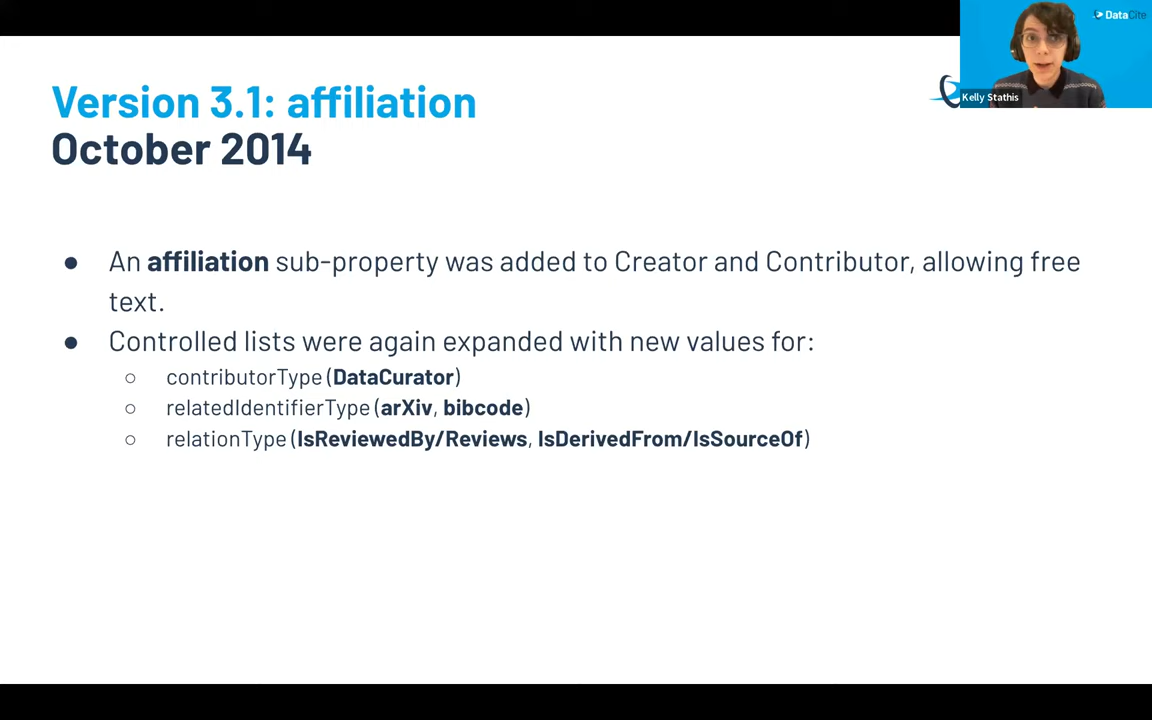 DataCite
Kelly Stathis
Version 3.1: affiliation
October 2014
● An affiliation sub-property was added to Creator and Contributor, allowing free
text.
● Controlled lists were again expanded with new values for:
○ contributorType (DataCurator)
○ relatedIdentifierType (arXiv, bibcode)
○ relationType (IsReviewedBy/Reviews, IsDerivedFrom/IsSourceOf)